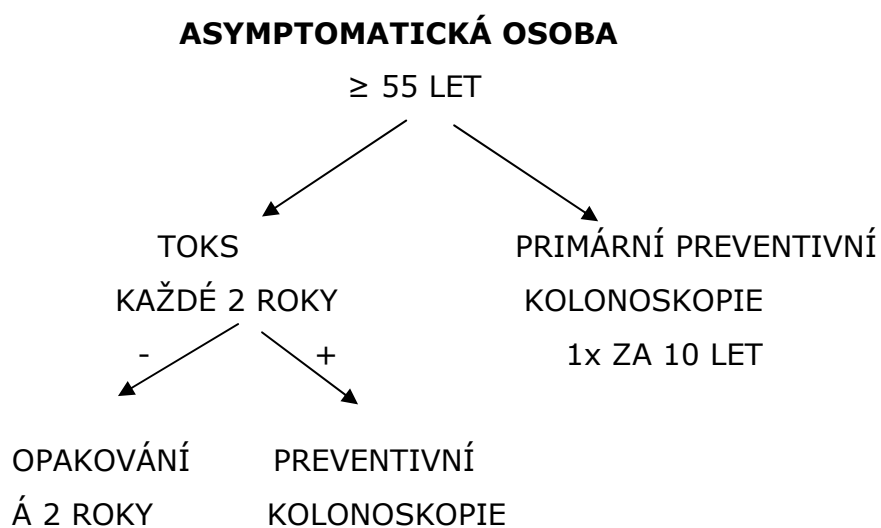 ASYMPTOMATICKÁ OSOBA
≥ 55 LET
TOKS
KAŽDÉ 2 ROKY
PRIMÁRNÍ PREVENTIVNÍ
KOLONOSKOPIE
1x ZA 10 LET
- +
OPAKOVÁNÍ
Á 2 ROKY
PREVENTIVNÍ
KOLONOSKOPIE